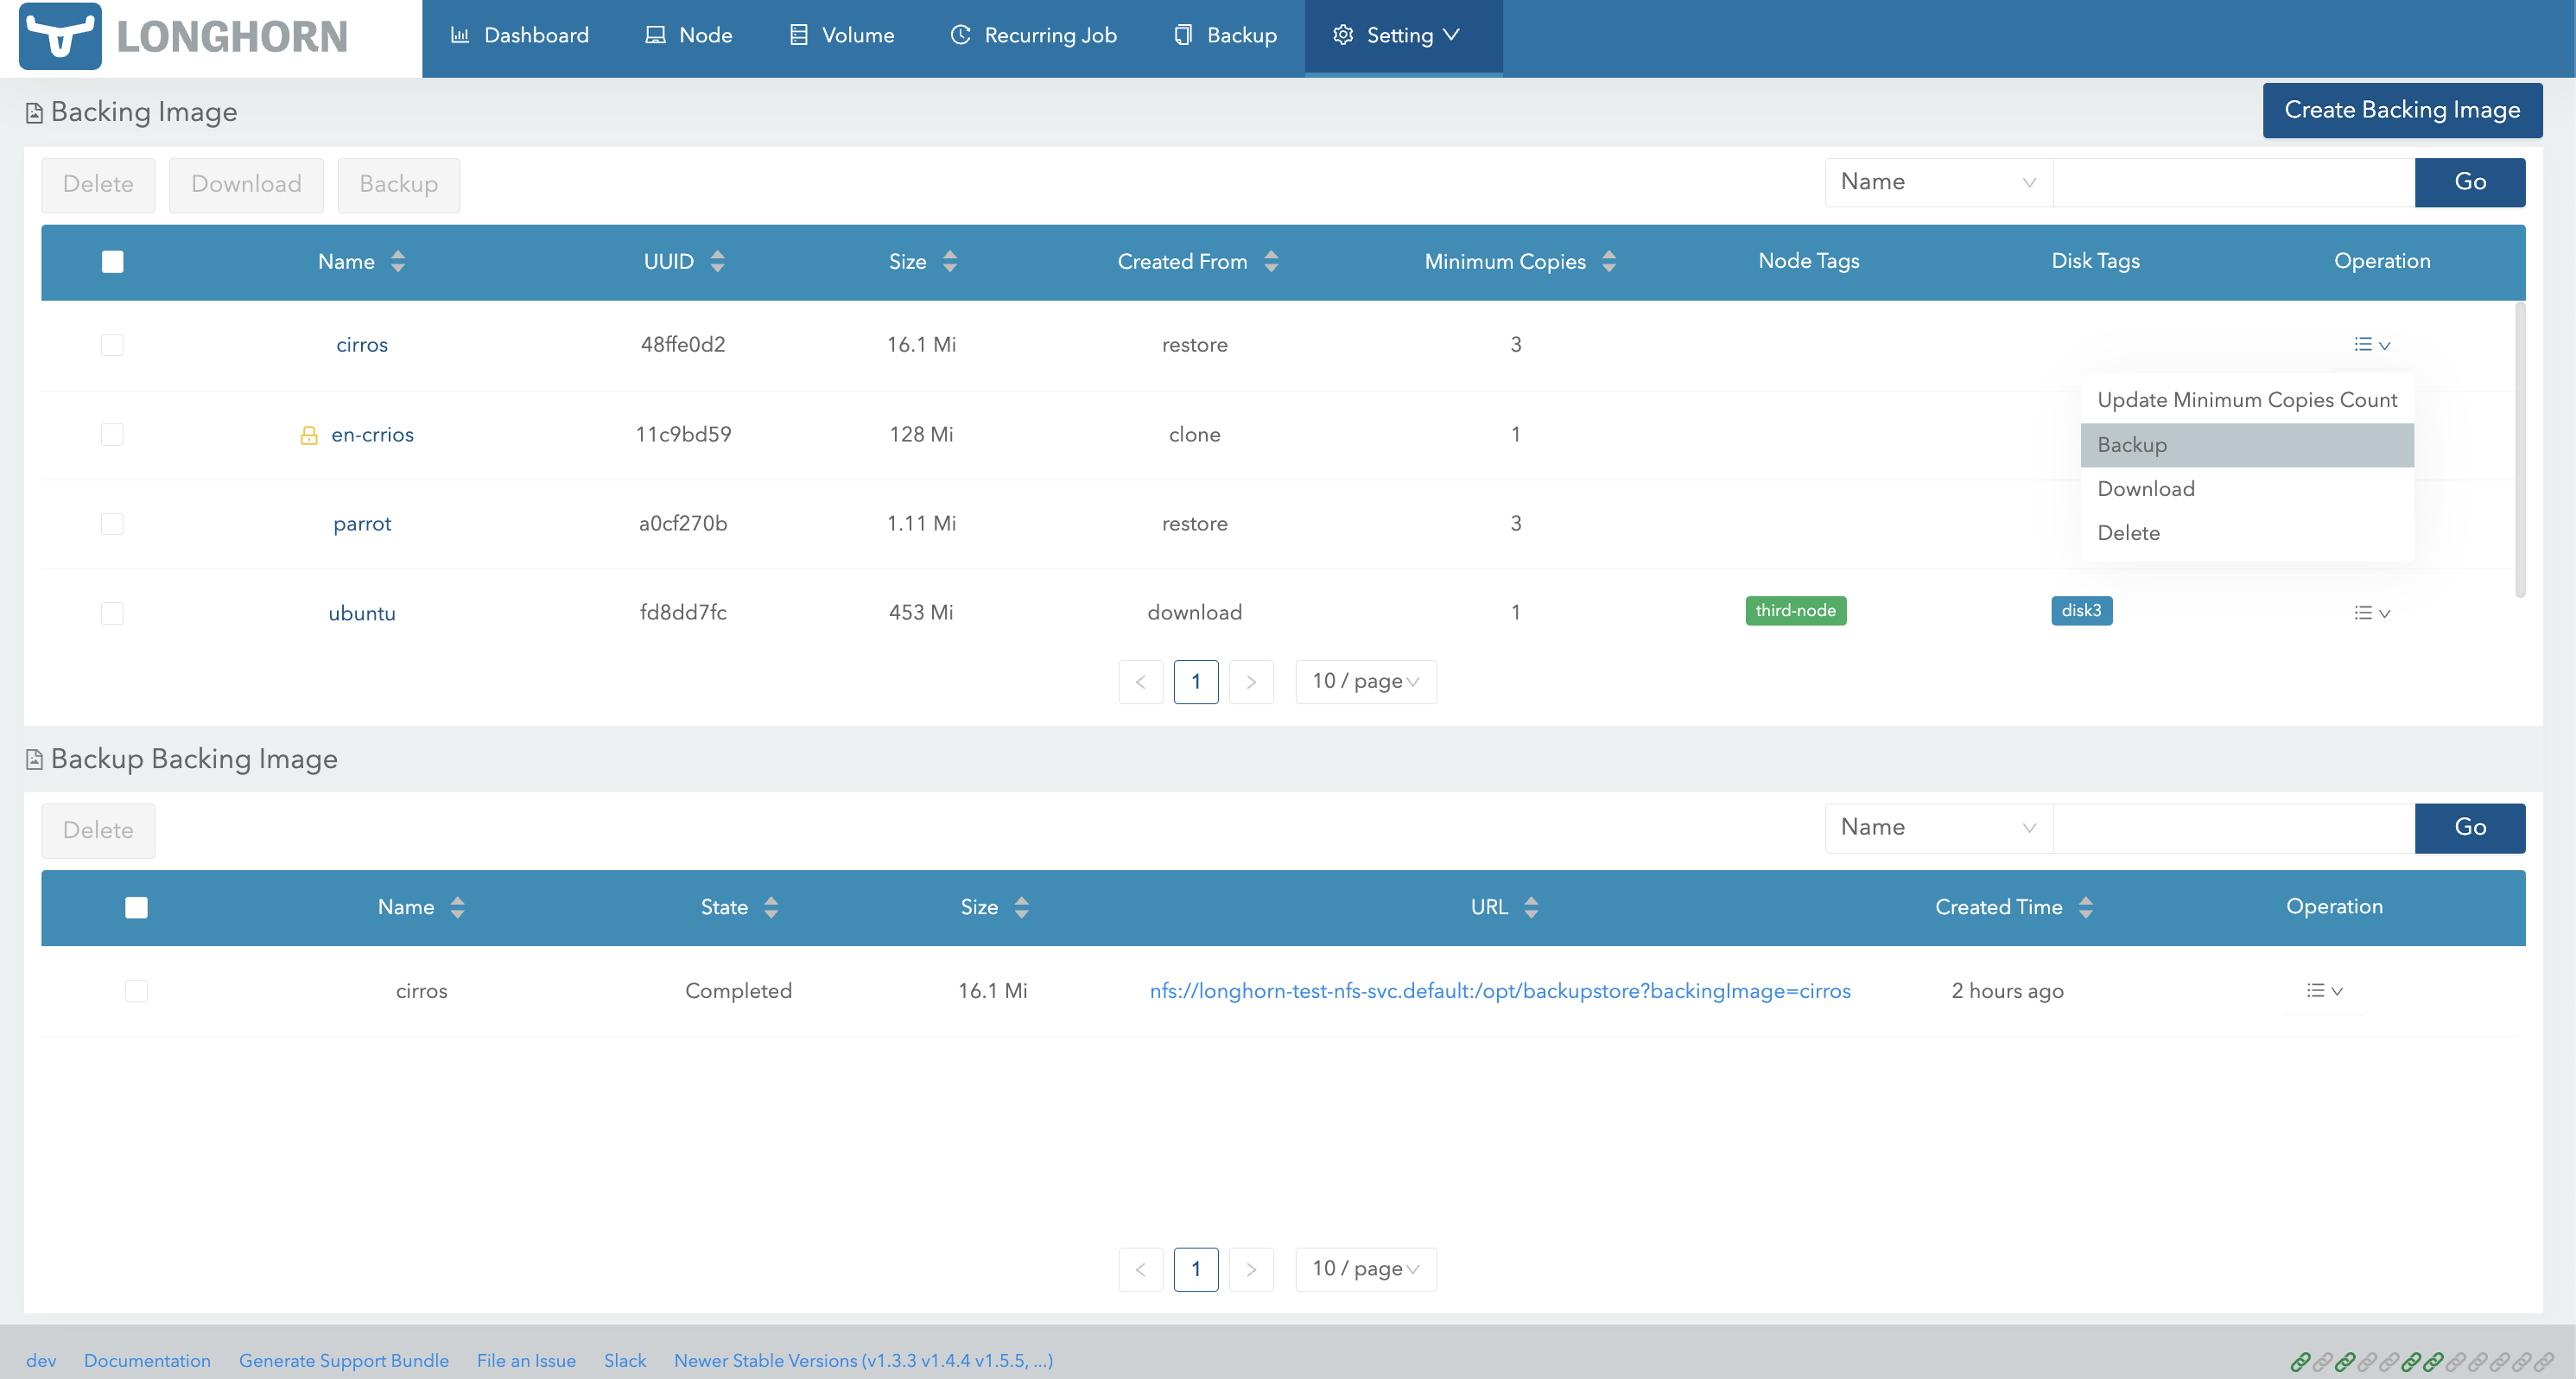 LONGHORN
Dashboard Node Volume Recurring Job Backup Setting
Backing Image
Create Backing Image
Delete Download Backup
Name Go
Name UUID Size Created From Minimum Copies Node Tags Disk Tags Operation
cirros 48ffe0d2 16.1 Mi restore 3
Update Minimum Copies Count
en-crrios 11c9bd59 128 Mi clone 1
Backup
Download
parrot a0cf270b 1.11 Mi restore 3
Delete
ubuntu fd8dd7fc 453 Mi download 1 third-node disk3
< 1 > 10 / page
Backup Backing Image
Delete
Name Go
Name State Size URL Created Time Operation
cirros Completed 16.1 Mi nfs://longhorn-test-nfs-svc.default:/opt/backupstore?backingImage=cirros 2 hours ago
< 1 > 10 / page
dev Documentation Generate Support Bundle File an Issue Slack Newer Stable Versions (v1.3.3 v1.4.4 v1.5.5, ...)